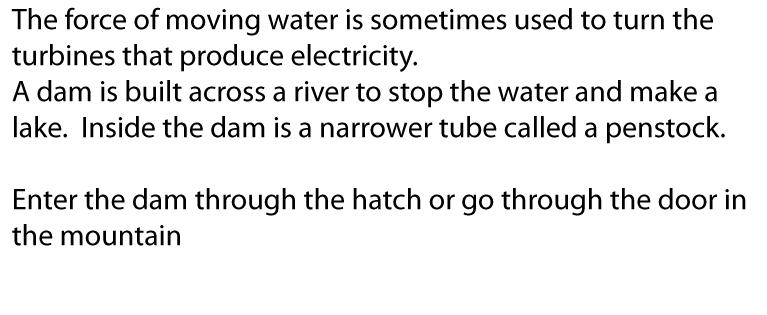 The force of moving water is sometimes used to turn the
turbines that produce electricity.
A dam is built across a river to stop the water and make a
lake.  Inside the dam is a narrower tube called a penstock.
Enter the dam through the hatch or go through the door in
the mountain